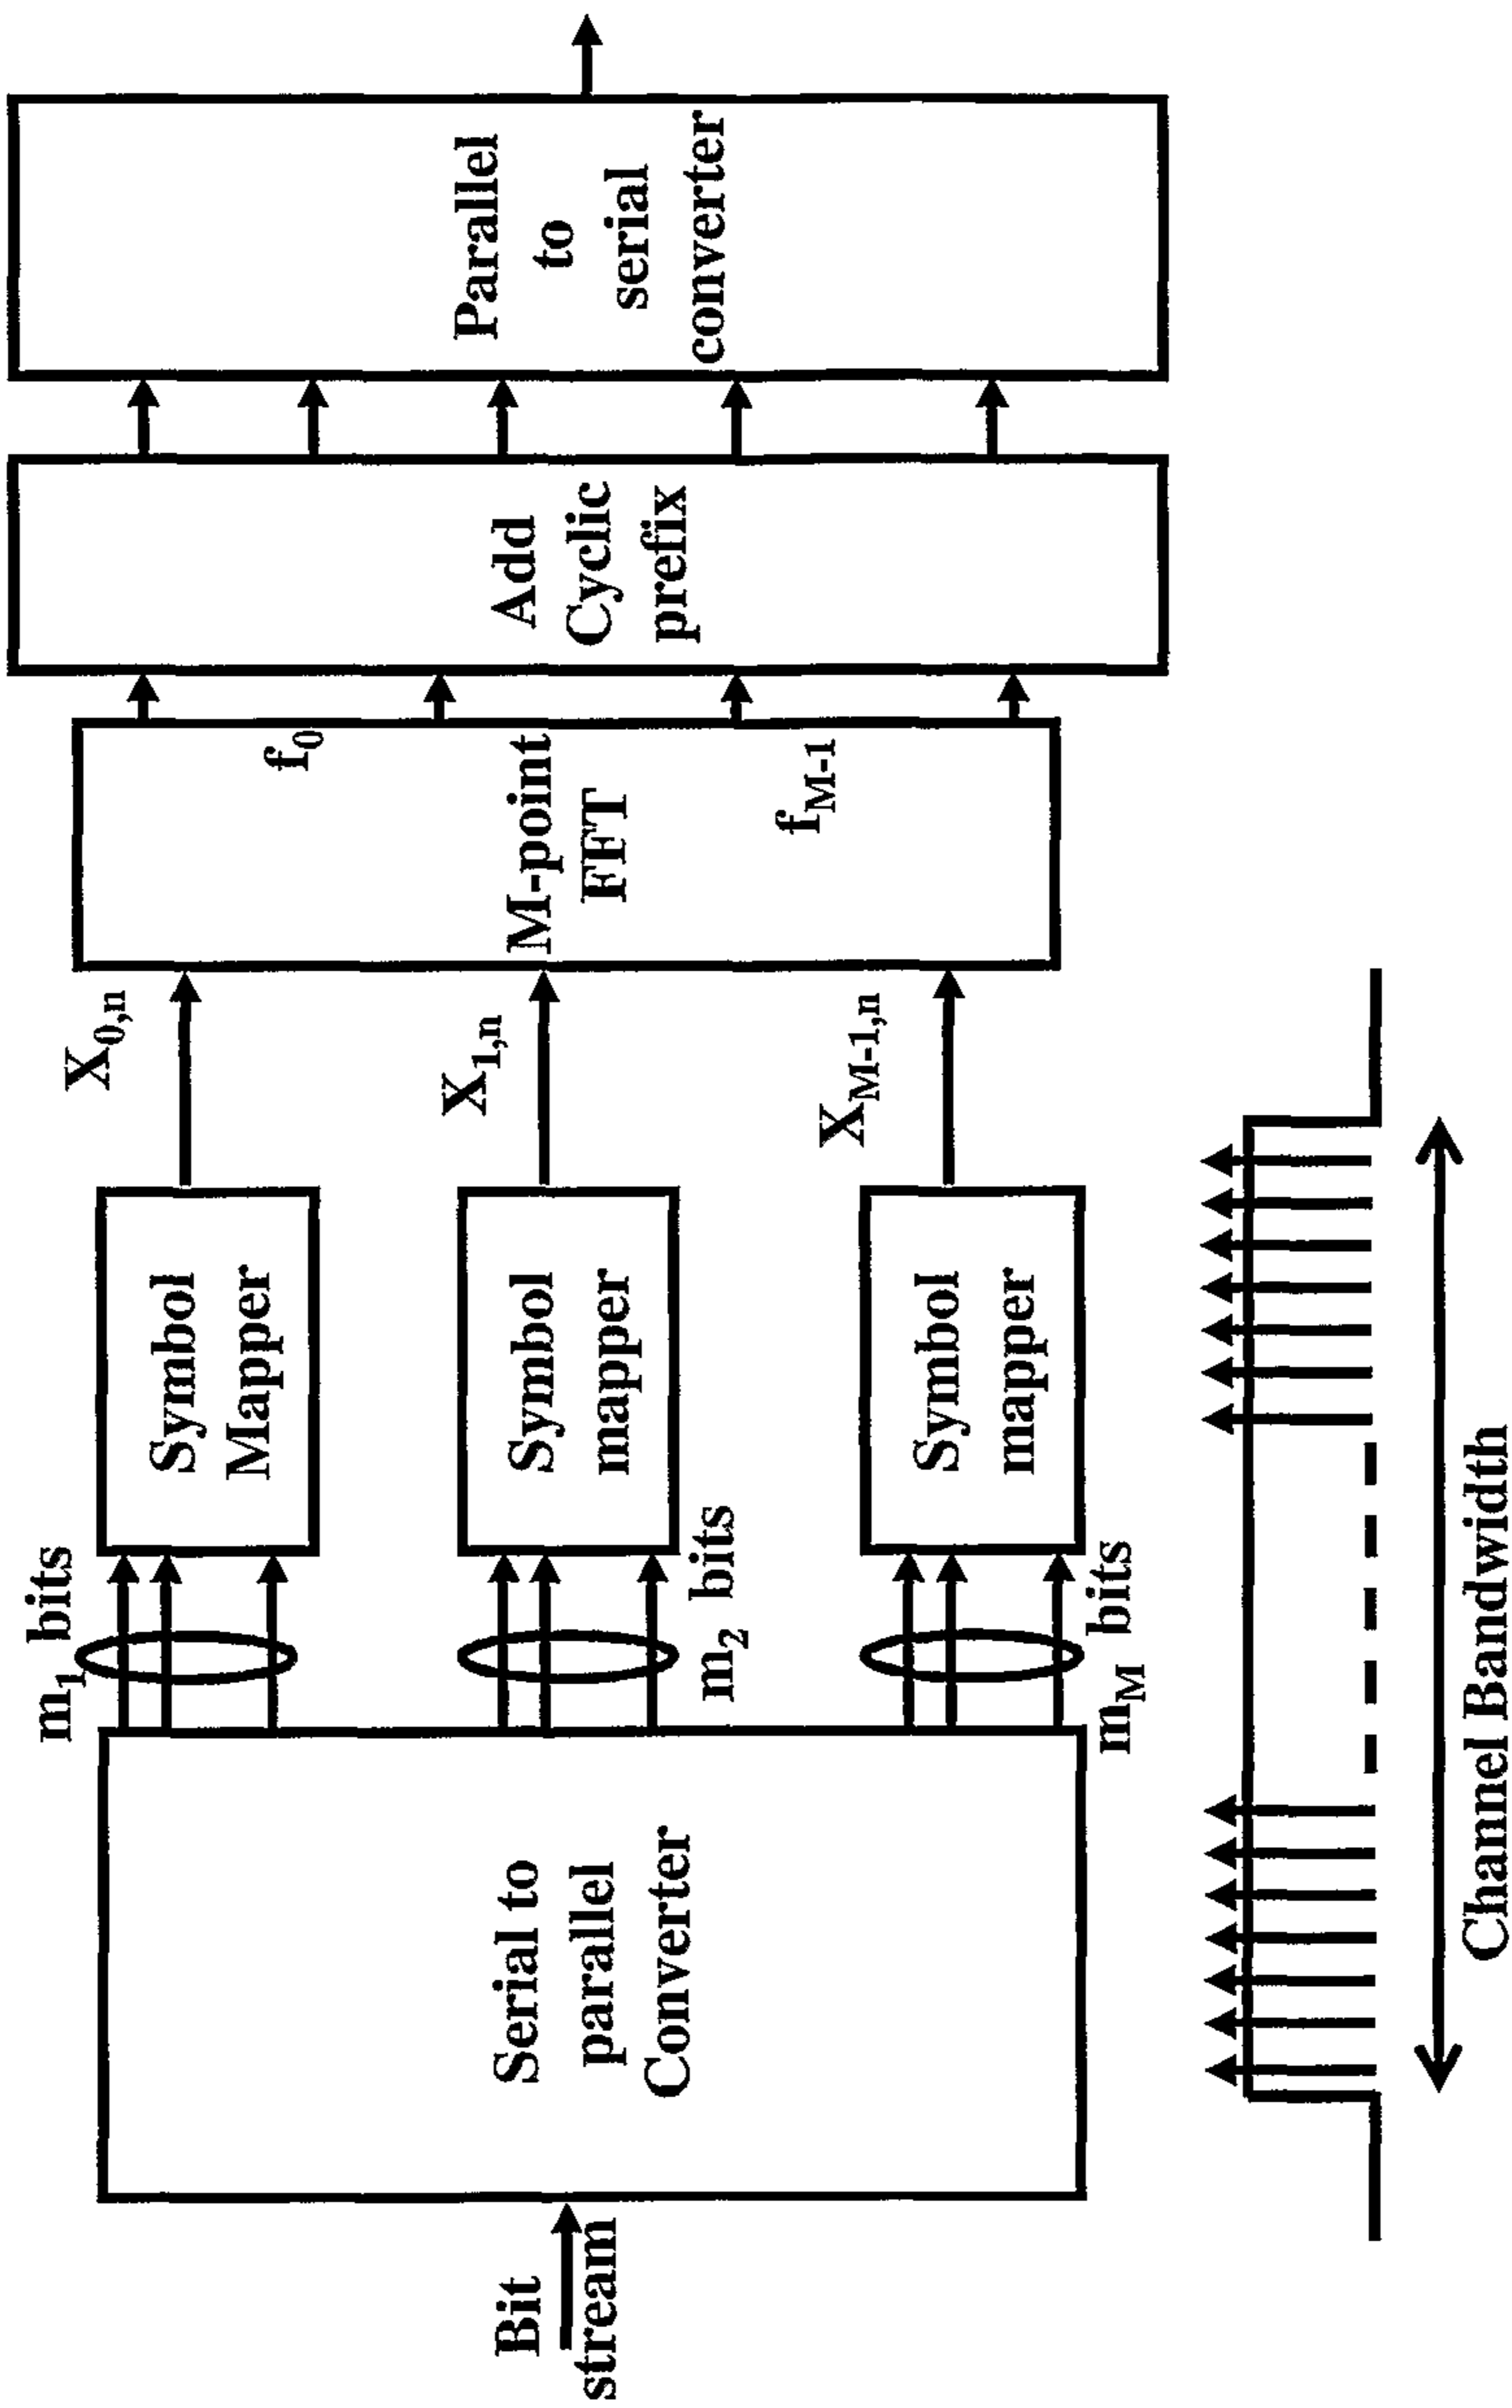 Bit
stream
Serial to
parallel
Converter
m1 bits
m2 bits
mM bits
Symbol
Mapper
Symbol
mapper
Symbol
mapper
X0,n
X1,n
XM-1,n
f0
M-point
FFT
fM-1
Add
Cyclic
prefix
Parallel
to
serial
converter
Channel Bandwidth